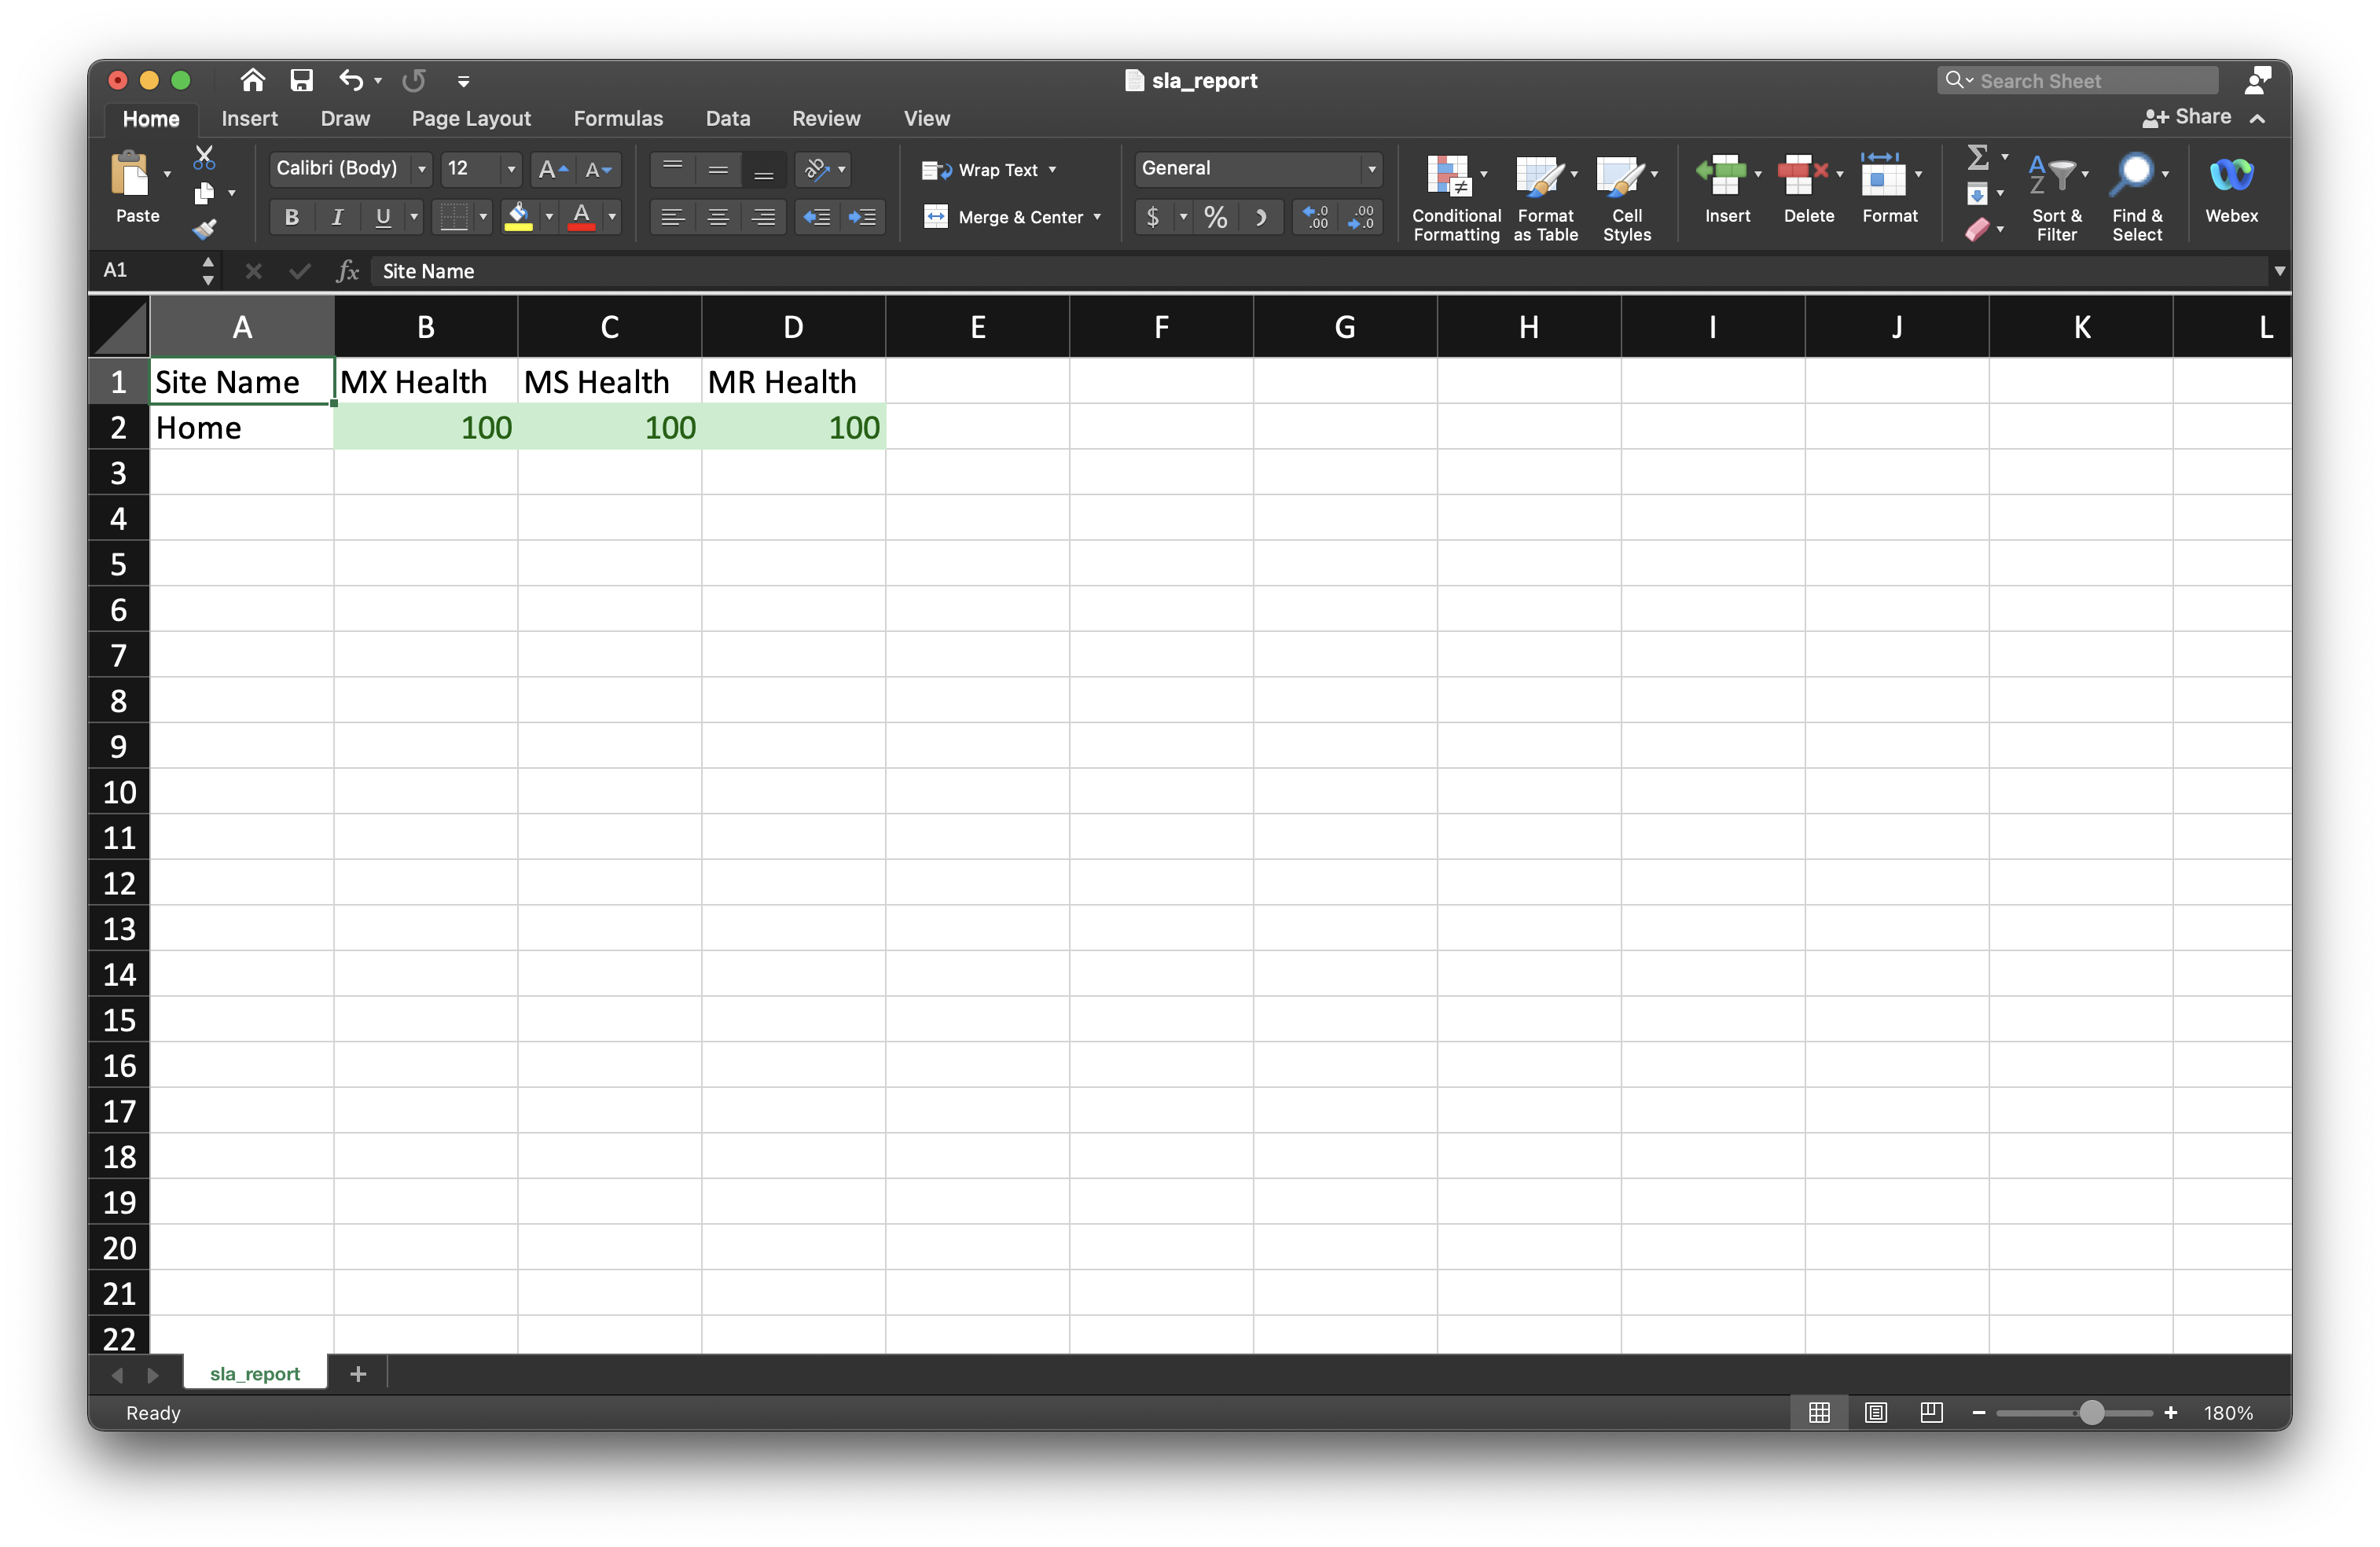 sla_report
Search Sheet
Home Insert Draw Page Layout Formulas Data Review View
Share
Paste
Calibri (Body) 12
B I U
Wrap Text
Merge & Center
General
$ %
Conditional Formatting
Format as Table
Cell Styles
Insert
Delete
Format
Sort & Filter
Find & Select
Webex
A1 fx Site Name
A B C D E F G H I J K L
1 Site Name MX Health MS Health MR Health
2 Home 100 100 100
3
4
5
6
7
8
9
10
11
12
13
14
15
16
17
18
19
20
21
22
sla_report
Ready
180%